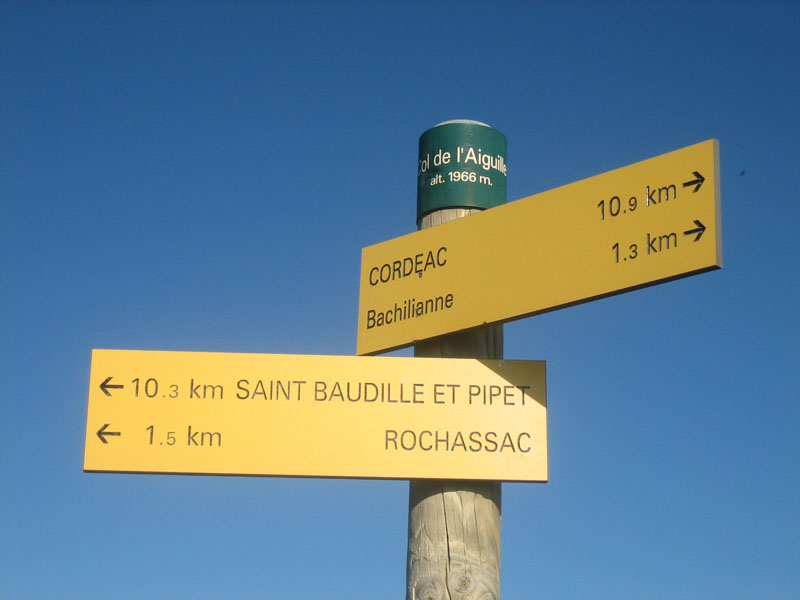 Col de l'Aiguille
alt. 1966 m.
CORDEAC 10.9 km →
Bachilianne 1.3 km →
← 10.3 km SAINT BAUDILLE ET PIPET
← 1.5 km ROCHASSAC